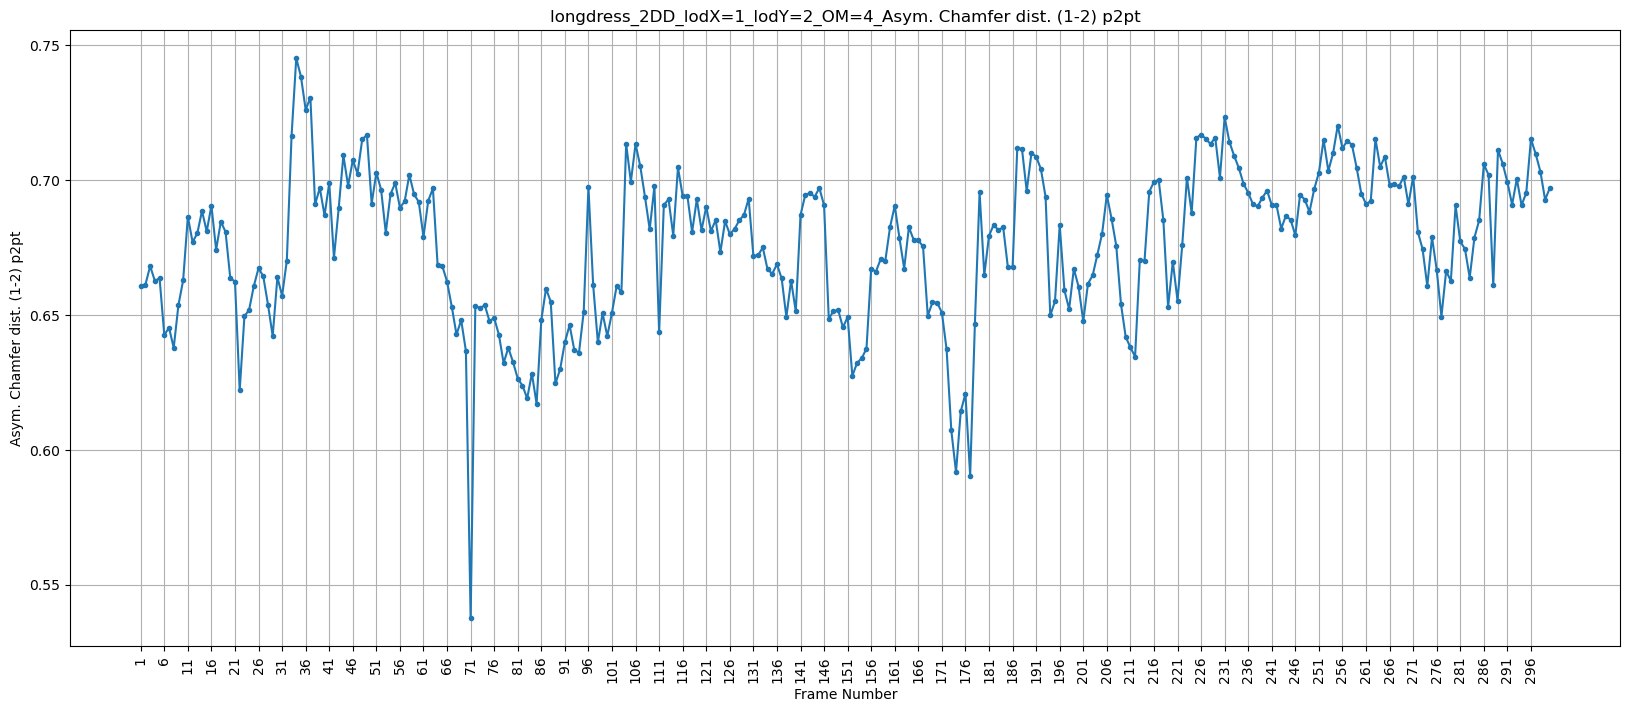 longdress_2DD_lodX=1_lodY=2_OM=4_Asym. Chamfer dist. (1-2) p2pt
Asym. Chamfer dist. (1-2) p2pt
0.75
0.70
0.65
0.60
0.55
1 6 11 16 21 26 31 36 41 46 51 56 61 66 71 76 81 86 91 96 101 106 111 116 121 126 131 136 141 146 151 156 161 166 171 176 181 186 191 196 201 206 211 216 221 226 231 236 241 246 251 256 261 266 271 276 281 286 291 296
Frame Number